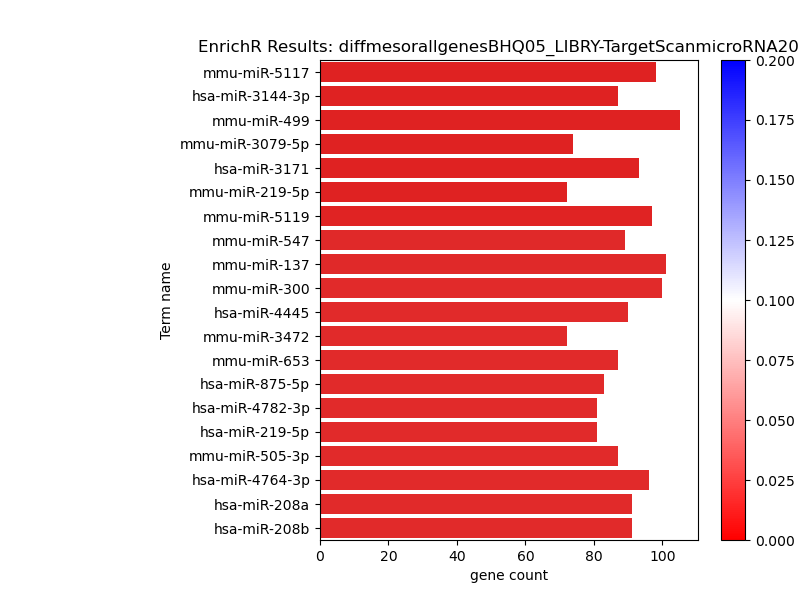 EnrichR Results: diffmesorallgenesBHQ05_LIBRY-TargetScanmicroRNA20
Term name
mmu-miR-5117
hsa-miR-3144-3p
mmu-miR-499
mmu-miR-3079-5p
hsa-miR-3171
mmu-miR-219-5p
mmu-miR-5119
mmu-miR-547
mmu-miR-137
mmu-miR-300
hsa-miR-4445
mmu-miR-3472
mmu-miR-653
hsa-miR-875-5p
hsa-miR-4782-3p
hsa-miR-219-5p
mmu-miR-505-3p
hsa-miR-4764-3p
hsa-miR-208a
hsa-miR-208b
0 20 40 60 80 100
gene count
0.200
0.175
0.150
0.125
0.100
0.075
0.050
0.025
0.000